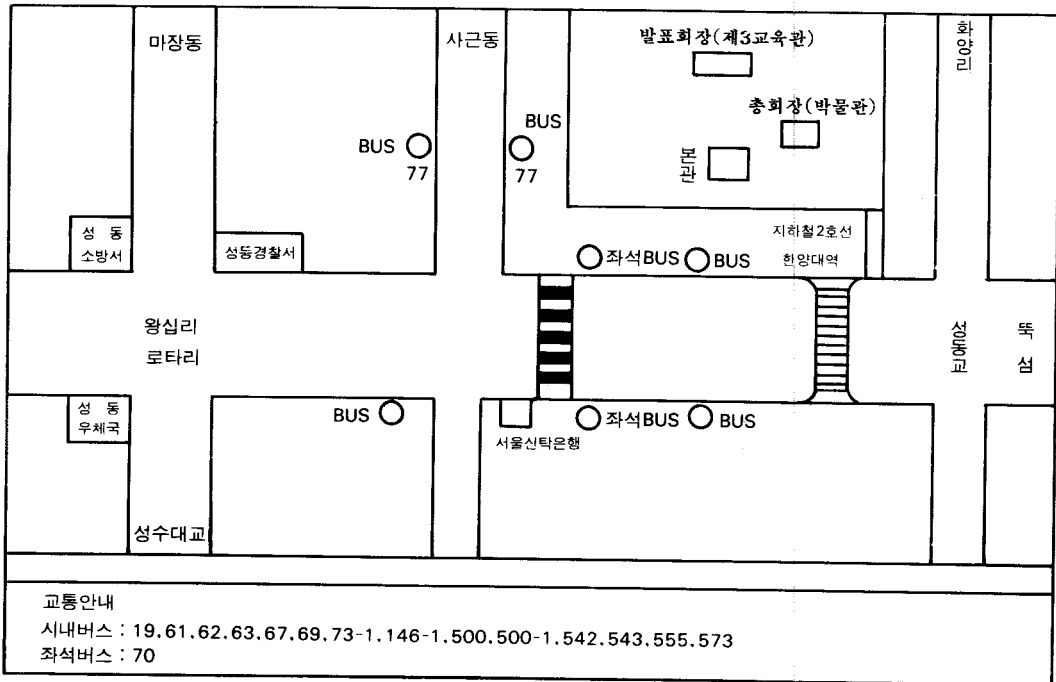 마장동
사근동
발표회장(제3교육관)
화양리
총회장(박물관)
BUS
77
BUS
77
본관
성 동
소방서
성동경찰서
지하철2호선
한양대역
좌석BUS
BUS
왕십리
로타리
성동교
뚝섬
성 동
우체국
BUS
서울신탁은행
좌석BUS
BUS
성수대교
교통안내
시내버스 : 19.61.62.63.67.69.73-1.146-1.500.500-1.542.543.555.573
좌석버스 : 70